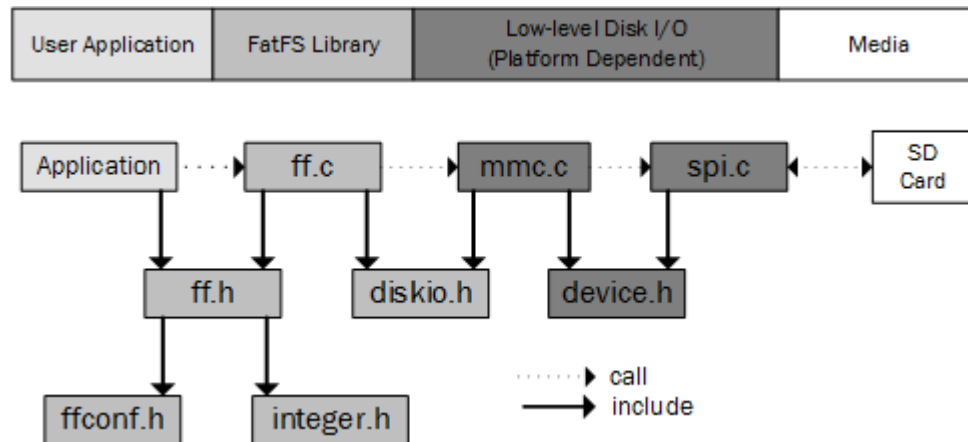 User Application
FatFS Library
Low-level Disk I/O
(Platform Dependent)
Media
Application
ff.c
mmc.c
spi.c
SD
Card
ff.h
diskio.h
device.h
ffconf.h
integer.h
call
include